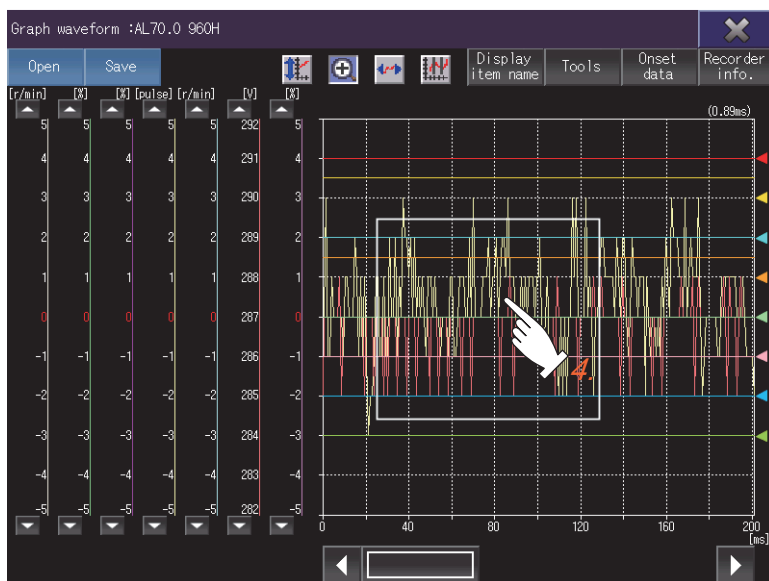 Graph waveform :AL70.0 960H
Open Save Display item name Tools Onset data Recorder info.
[r/min] [%] [%] [pulse] [r/min] [V] [%]
(0.89ms)
5 5 5 5 5 292 5
4 4 4 4 4 291 4
3 3 3 3 3 290 3
2 2 2 2 2 289 2
1 1 1 1 1 288 1
0 0 0 0 0 287 0
-1 -1 -1 -1 -1 286 -1
4.
-2 -2 -2 -2 -2 285 -2
-3 -3 -3 -3 -3 284 -3
-4 -4 -4 -4 -4 283 -4
-5 -5 -5 -5 -5 282 -5
0 40 80 120 160 200
[ms]